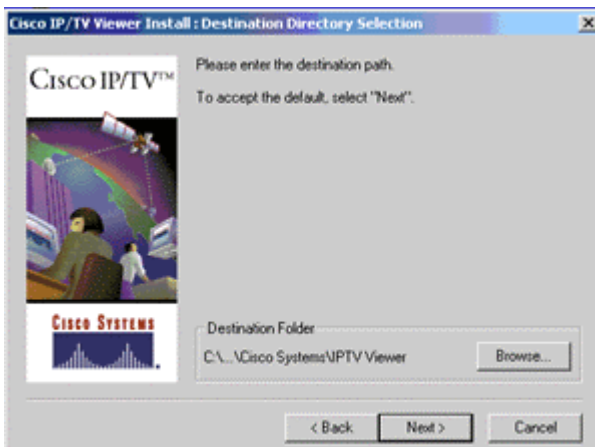 Cisco IP/TV Viewer Install : Destination Directory Selection
CISCO IP/TV™
Please enter the destination path.
To accept the default, select "Next".
CISCO SYSTEMS
Destination Folder
C:\...\Cisco Systems\IPTV Viewer
Browse...
< Back
Next >
Cancel